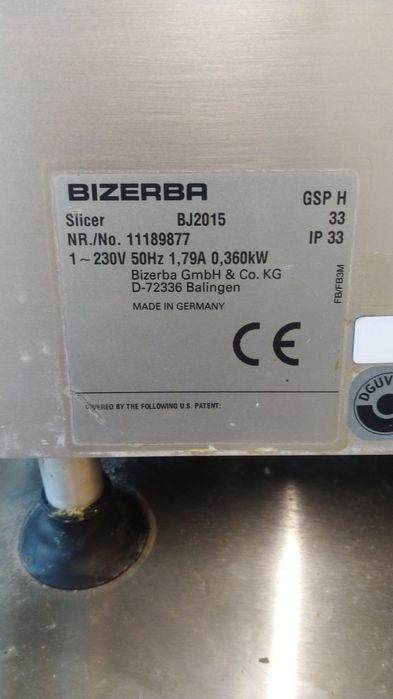 BIZERBA GSP H
Slicer BJ2015 33
NR./No. 11189877 IP 33
1~230V 50Hz 1,79A 0,360kW
Bizerba GmbH & Co. KG
D-72336 Balingen
MADE IN GERMANY
FB/FB3M
CE
BY THE FOLLOWING U.S. PATENT:
DGUV